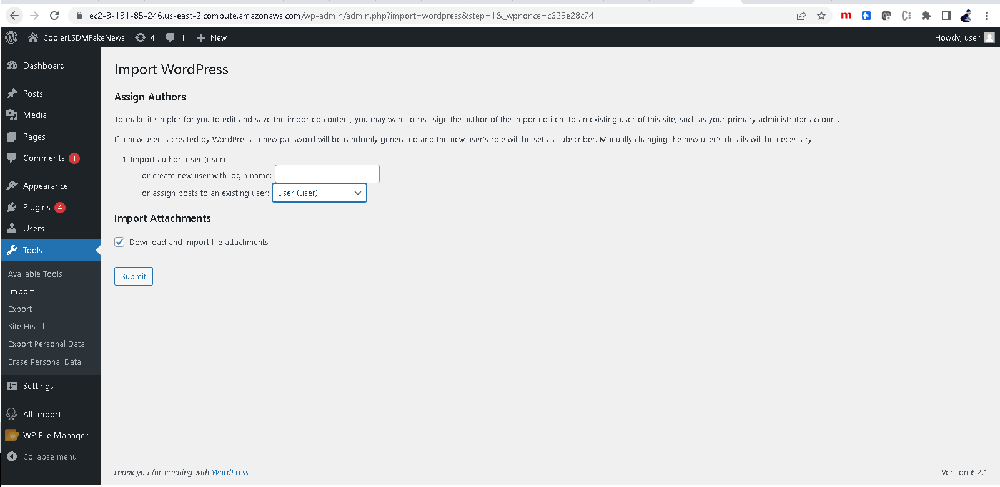 ec2-3-131-85-246.us-east-2.compute.amazonaws.com/wp-admin/admin.php?import=wordpress&step=1&_wpnonce=c625e28c74
CoolerLSDMFakeNews 4 1 New Howdy, user
Dashboard
Posts
Media
Pages
Comments 1
Appearance
Plugins 4
Users
Tools
Available Tools
Import
Export
Site Health
Export Personal Data
Erase Personal Data
Settings
All Import
WP File Manager
Collapse menu
Import WordPress
Assign Authors
To make it simpler for you to edit and save the imported content, you may want to reassign the author of the imported item to an existing user of this site, such as your primary administrator account.
If a new user is created by WordPress, a new password will be randomly generated and the new user's role will be set as subscriber. Manually changing the new user's details will be necessary.
1. Import author: user (user)
or create new user with login name:
or assign posts to an existing user: user (user)
Import Attachments
Download and import file attachments
Submit
Thank you for creating with WordPress.
Version 6.2.1